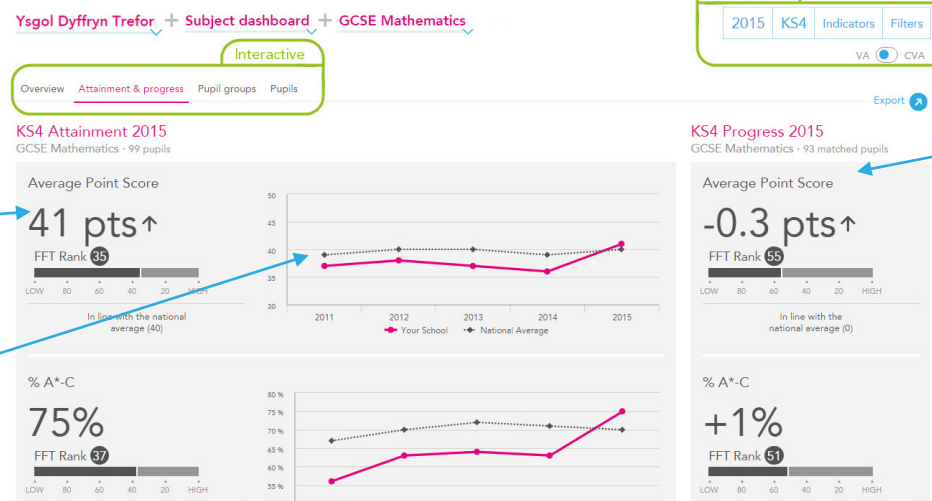 Ysgol Dyffryn Trefor + Subject dashboard + GCSE Mathematics
2015 KS4 Indicators Filters
VA CVA
Interactive
Overview Attainment & progress Pupil groups Pupils
Export
KS4 Attainment 2015
GCSE Mathematics · 99 pupils
Average Point Score
41 pts↑
FFT Rank 35
LOW 80 60 40 20 HIGH
In line with the national
average (40)
50
45
40
35
30
2011 2012 2013 2014 2015
Your School National Average
% A*-C
75%
FFT Rank 37
LOW 80 60 40 20 HIGH
80 %
75 %
70 %
65 %
60 %
55 %
KS4 Progress 2015
GCSE Mathematics · 93 matched pupils
Average Point Score
-0.3 pts↑
FFT Rank 55
LOW 80 60 40 20 HIGH
In line with the
national average (0)
% A*-C
+1%
FFT Rank 51
LOW 80 60 40 20 HIGH